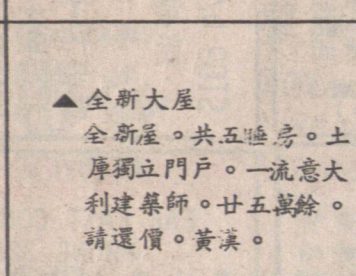 ▲全新大屋
全新屋。共五睡房。土
庫獨立門戶。一流意大
利建築師。廿五萬餘。
請還價。黃漢。